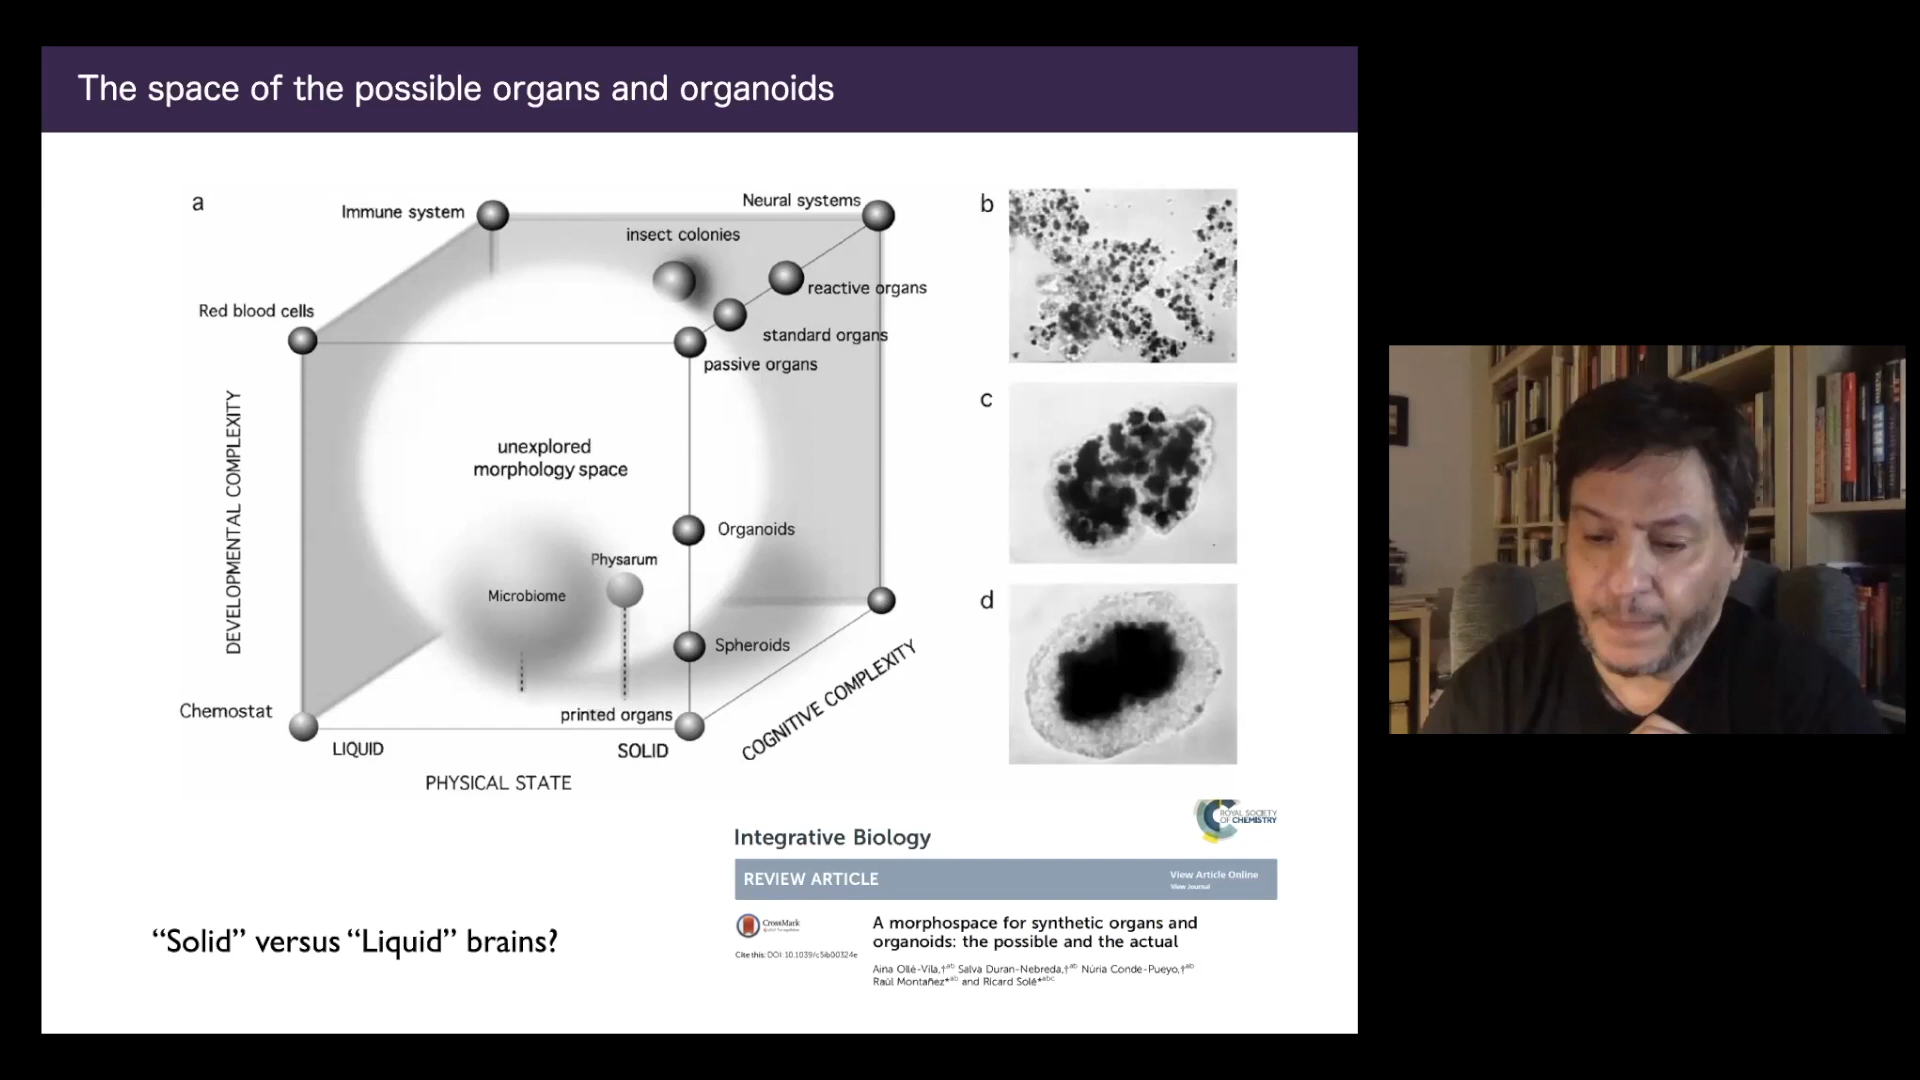 The space of the possible organs and organoids
a
Immune system
Neural systems
insect colonies
reactive organs
Red blood cells
standard organs
passive organs
DEVELOPMENTAL COMPLEXITY
unexplored
morphology space
Organoids
Physarum
Microbiome
Spheroids
Chemostat
printed organs
LIQUID
SOLID
COGNITIVE COMPLEXITY
PHYSICAL STATE
b
c
d
ROYAL SOCIETY
OF CHEMISTRY
Integrative Biology
REVIEW ARTICLE
View Article Online
View Journal
CrossMark
A morphospace for synthetic organs and
organoids: the possible and the actual
Cite this: DOI: 10.1039/c5ib00324e
Aina Ollé-Vila,†ab Salva Duran-Nebreda,†ab Núria Conde-Pueyo,†ab
Raúl Montañez*ab and Ricard Solé*abc
“Solid” versus “Liquid” brains?